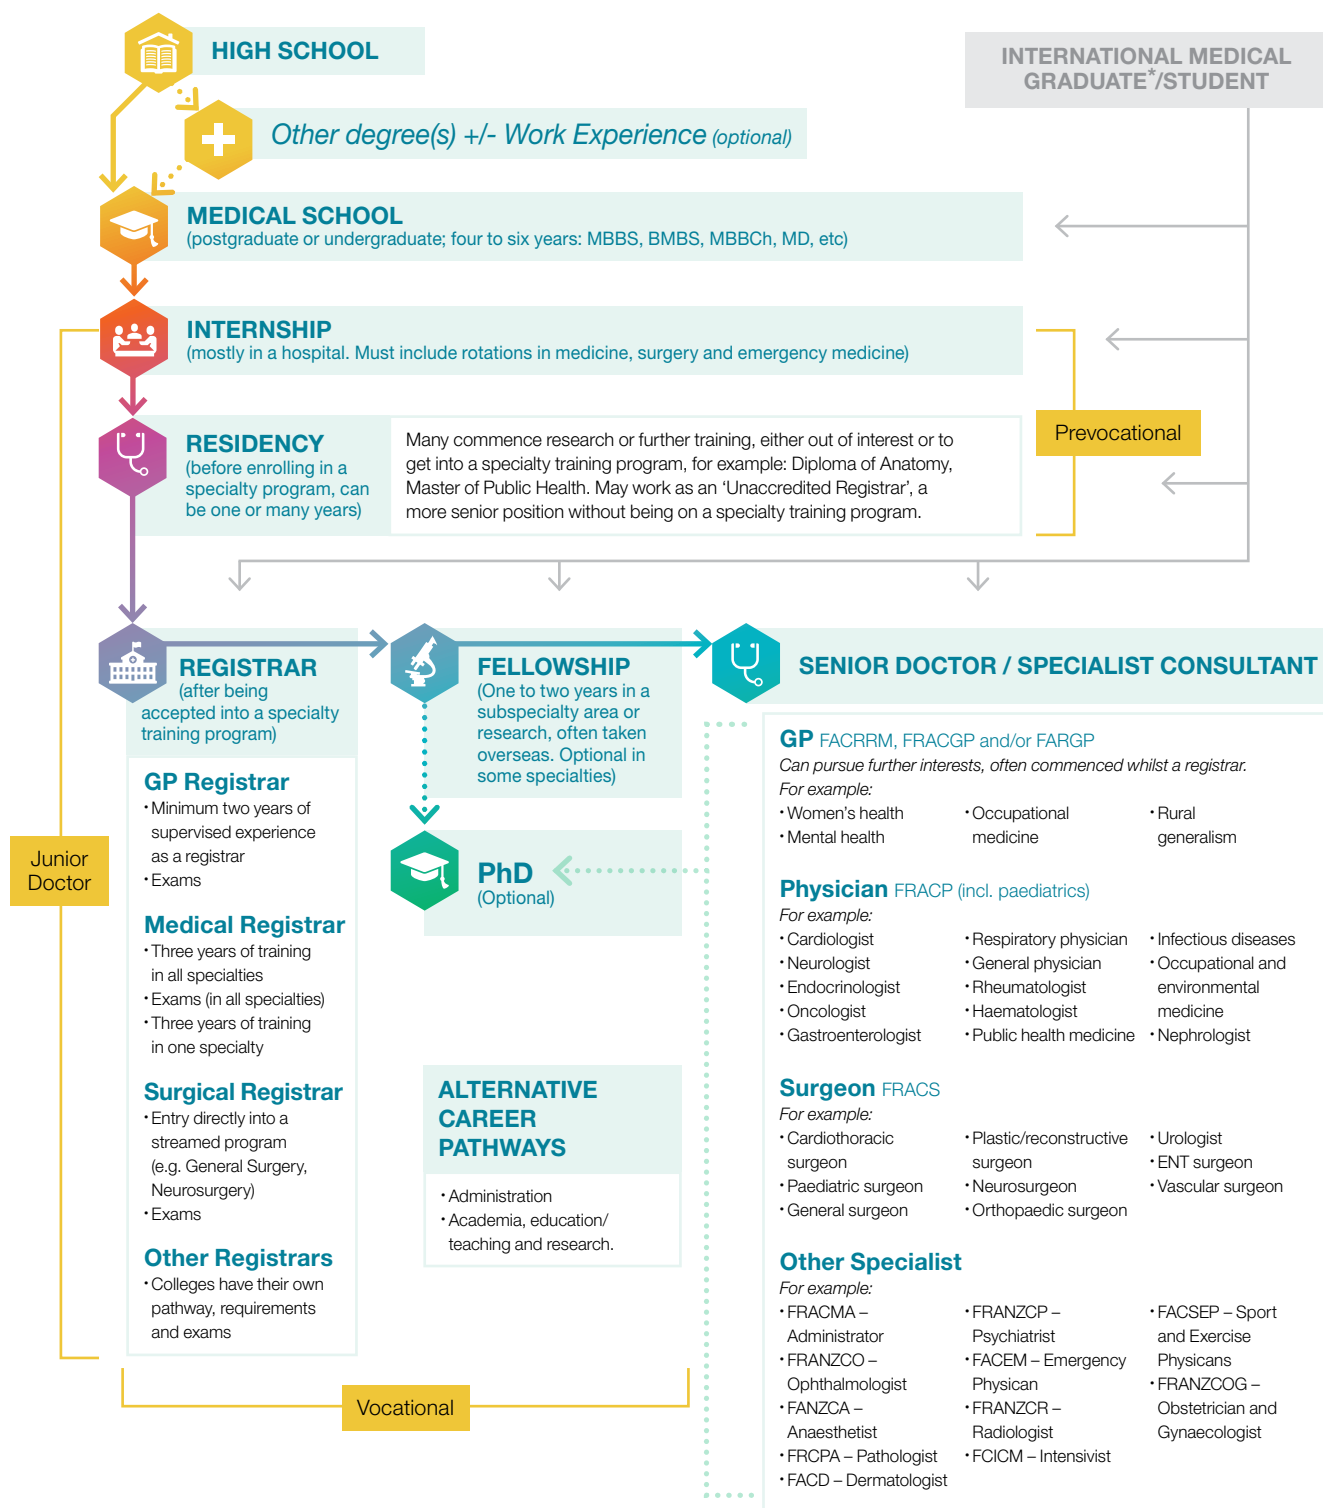 HIGH SCHOOL
INTERNATIONAL MEDICAL
GRADUATE*/STUDENT
Other degree(s) +/- Work Experience (optional)
MEDICAL SCHOOL
(postgraduate or undergraduate; four to six years: MBBS, BMBS, MBBCh, MD, etc)
INTERNSHIP
(mostly in a hospital. Must include rotations in medicine, surgery and emergency medicine)
RESIDENCY
(before enrolling in a
specialty program, can
be one or many years)
Many commence research or further training, either out of interest or to
get into a specialty training program, for example: Diploma of Anatomy,
Master of Public Health. May work as an ‘Unaccredited Registrar’, a
more senior position without being on a specialty training program.
Prevocational
Junior
Doctor
REGISTRAR
(after being
accepted into a specialty
training program)
GP Registrar
• Minimum two years of
supervised experience
as a registrar
• Exams
Medical Registrar
• Three years of training
in all specialties
• Exams (in all specialties)
• Three years of training
in one specialty
Surgical Registrar
• Entry directly into a
streamed program
(e.g. General Surgery,
Neurosurgery)
• Exams
Other Registrars
• Colleges have their own
pathway, requirements
and exams
FELLOWSHIP
(One to two years in a
subspecialty area or
research, often taken
overseas. Optional in
some specialties)
PhD
(Optional)
ALTERNATIVE
CAREER
PATHWAYS
• Administration
• Academia, education/
teaching and research.
Vocational
SENIOR DOCTOR / SPECIALIST CONSULTANT
GP FACRRM, FRACGP and/or FARGP
Can pursue further interests, often commenced whilst a registrar.
For example:
• Women’s health
• Mental health
• Occupational
medicine
• Rural
generalism
Physician FRACP (incl. paediatrics)
For example:
• Cardiologist
• Neurologist
• Endocrinologist
• Oncologist
• Gastroenterologist
• Respiratory physician
• General physician
• Rheumatologist
• Haematologist
• Public health medicine
• Infectious diseases
• Occupational and
environmental
medicine
• Nephrologist
Surgeon FRACS
For example:
• Cardiothoracic
surgeon
• Paediatric surgeon
• General surgeon
• Plastic/reconstructive
surgeon
• Neurosurgeon
• Orthopaedic surgeon
• Urologist
• ENT surgeon
• Vascular surgeon
Other Specialist
For example:
• FRACMA –
Administrator
• FRANZCO –
Ophthalmologist
• FANZCA –
Anaesthetist
• FRCPA – Pathologist
• FACD – Dermatologist
• FRANZCP –
Psychiatrist
• FACEM – Emergency
Physican
• FRANZCR –
Radiologist
• FCICM – Intensivist
• FACSEP – Sport
and Exercise
Physicans
• FRANZCOG –
Obstetrician and
Gynaecologist